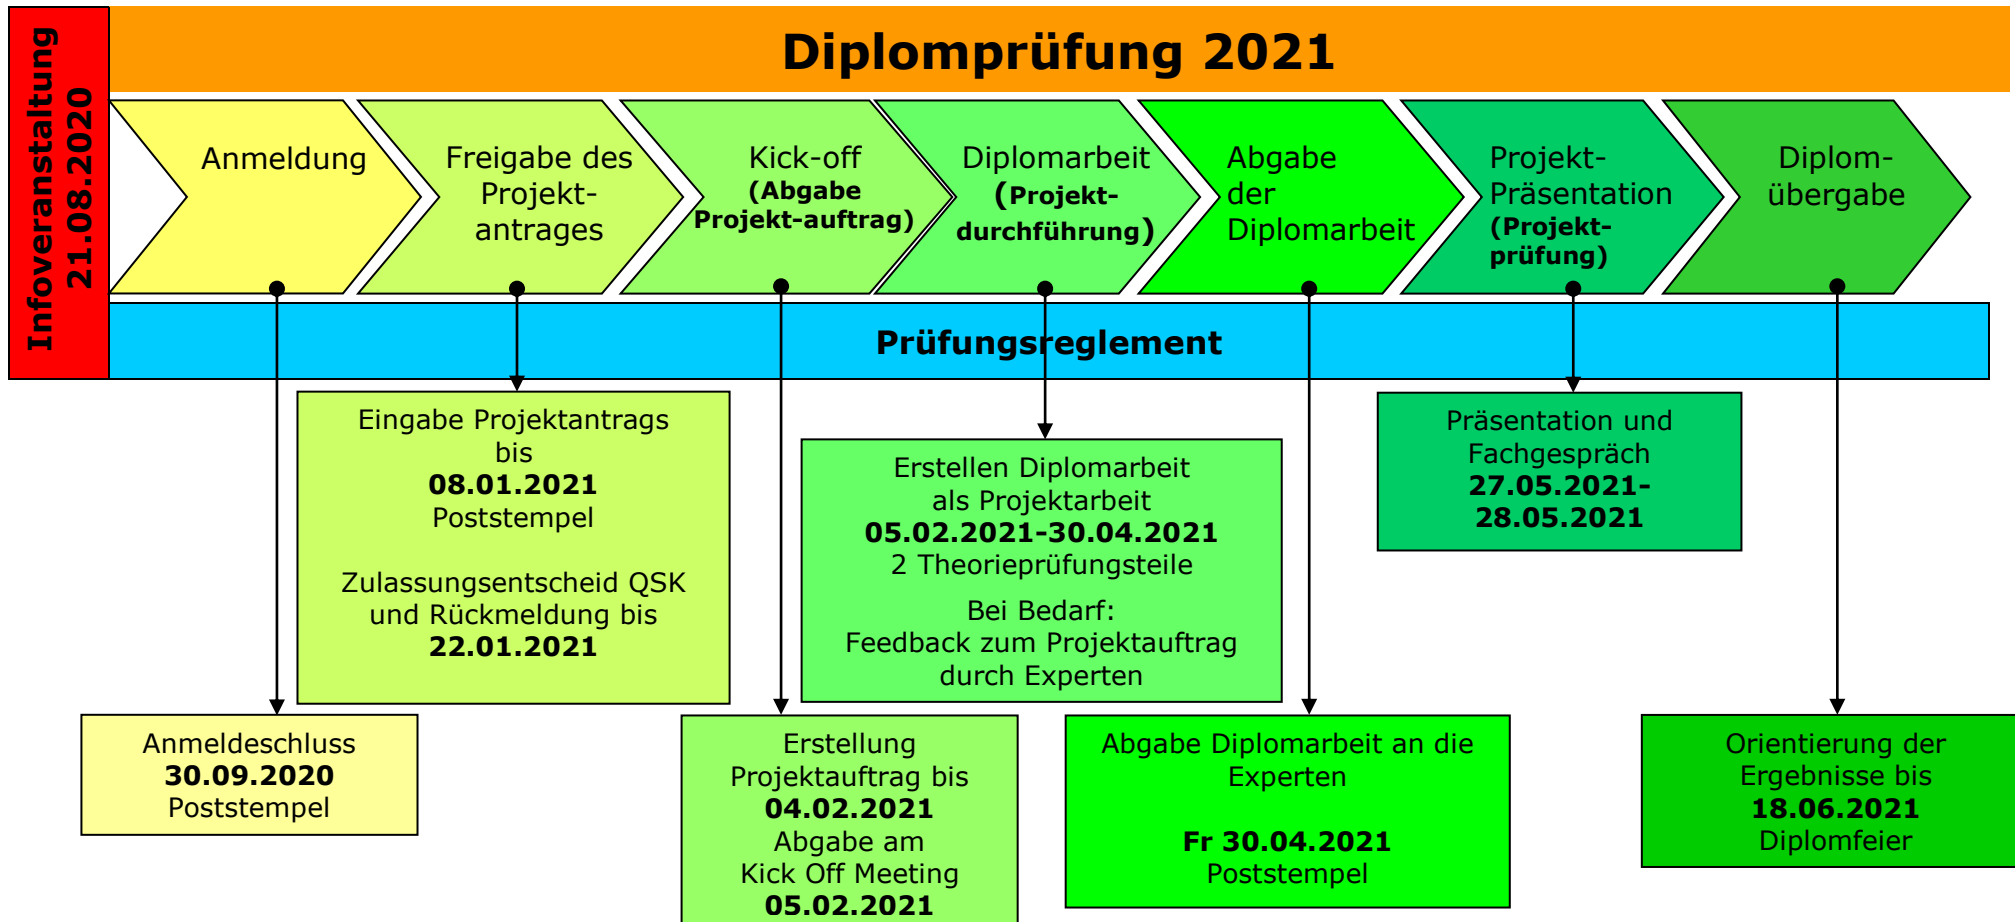 Infoveranstaltung
21.08.2020
Diplomprüfung 2021
Anmeldung
Freigabe des
Projekt-
antrages
Kick-off
(Abgabe
Projekt-auftrag)
Diplomarbeit
(Projekt-
durchführung)
Abgabe
der
Diplomarbeit
Projekt-
Präsentation
(Projekt-
prüfung)
Diplom-
übergabe
Prüfungsreglement
Anmeldeschluss
30.09.2020
Poststempel
Eingabe Projektantrags
bis
08.01.2021
Poststempel
Zulassungsentscheid QSK
und Rückmeldung bis
22.01.2021
Erstellung
Projektauftrag bis
04.02.2021
Abgabe am
Kick Off Meeting
05.02.2021
Erstellen Diplomarbeit
als Projektarbeit
05.02.2021-30.04.2021
2 Theorieprüfungsteile
Bei Bedarf:
Feedback zum Projektauftrag
durch Experten
Abgabe Diplomarbeit an die
Experten
Fr 30.04.2021
Poststempel
Präsentation und
Fachgespräch
27.05.2021-
28.05.2021
Orientierung der
Ergebnisse bis
18.06.2021
Diplomfeier